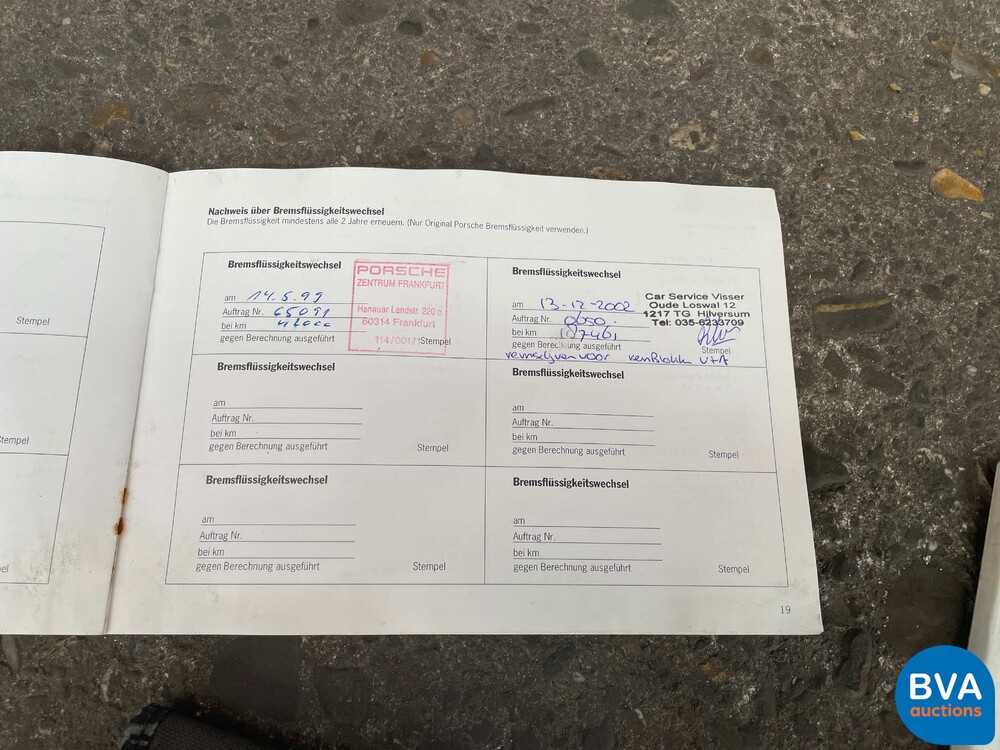 Nachweis über Bremsflüssigkeitswechsel
Die Bremsflüssigkeit mindestens alle 2 Jahre erneuern. (Nur Original Porsche Bremsflüssigkeit verwenden.)
Bremsflüssigkeitswechsel
am 14.5.99
Auftrag Nr. 65091
bei km
gegen Berechnung ausgeführt
Stempel
PORSCHE
ZENTRUM FRANKFURT
Hanauer Landstr. 220
60314 Frankfurt
114/001/1
Bremsflüssigkeitswechsel
am 13-12-2002
Auftrag Nr.
bei km 107461
gegen Berechnung ausgeführt
Stempel
Car Service Visser
Oude Loswal 12
1217 TG Hilversum
Tel: 035-6233709
voor V+A
Bremsflüssigkeitswechsel
am
Auftrag Nr.
bei km
gegen Berechnung ausgeführt
Stempel
Bremsflüssigkeitswechsel
am
Auftrag Nr.
bei km
gegen Berechnung ausgeführt
Stempel
Bremsflüssigkeitswechsel
am
Auftrag Nr.
bei km
gegen Berechnung ausgeführt
Stempel
Bremsflüssigkeitswechsel
am
Auftrag Nr.
bei km
gegen Berechnung ausgeführt
Stempel
19
Stempel
Stempel
BVA
auctions